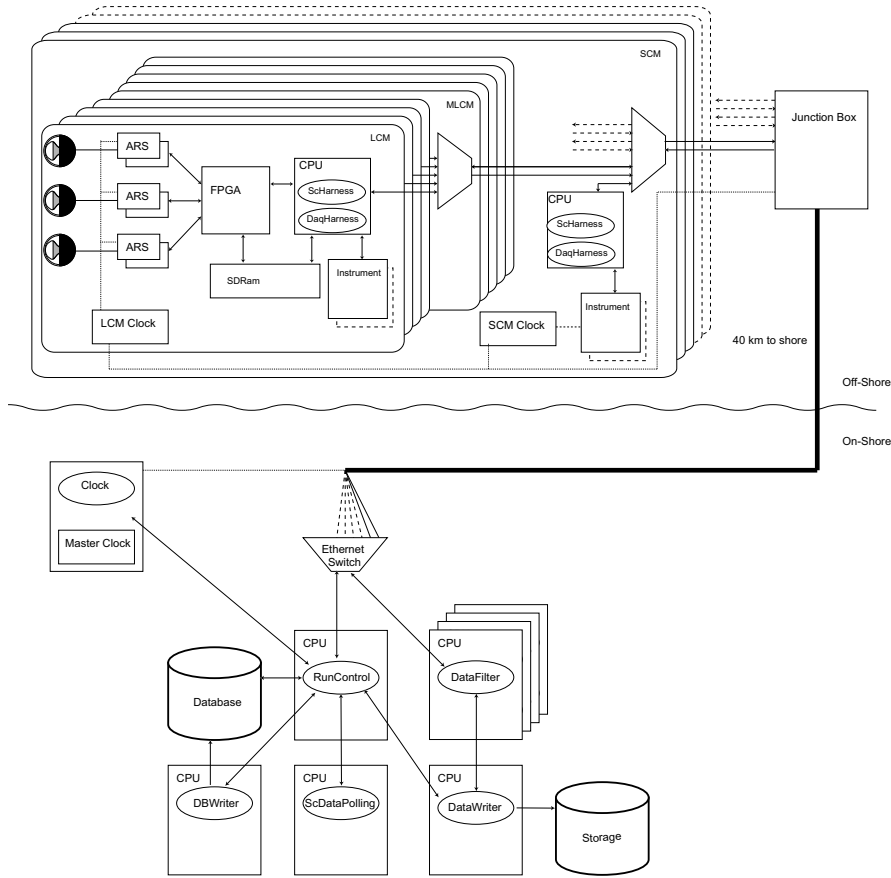 SCM
MLCM
LCM
Junction Box
ARS
CPU
FPGA
ScHarness
DaqHarness
ARS
CPU
ScHarness
DaqHarness
ARS
SDRam
Instrument
Instrument
LCM Clock
SCM Clock
40 km to shore
Off-Shore
On-Shore
Clock
Master Clock
Ethernet
Switch
CPU
CPU
RunControl
DataFilter
Database
CPU
CPU
CPU
DBWriter
ScDataPolling
DataWriter
Storage